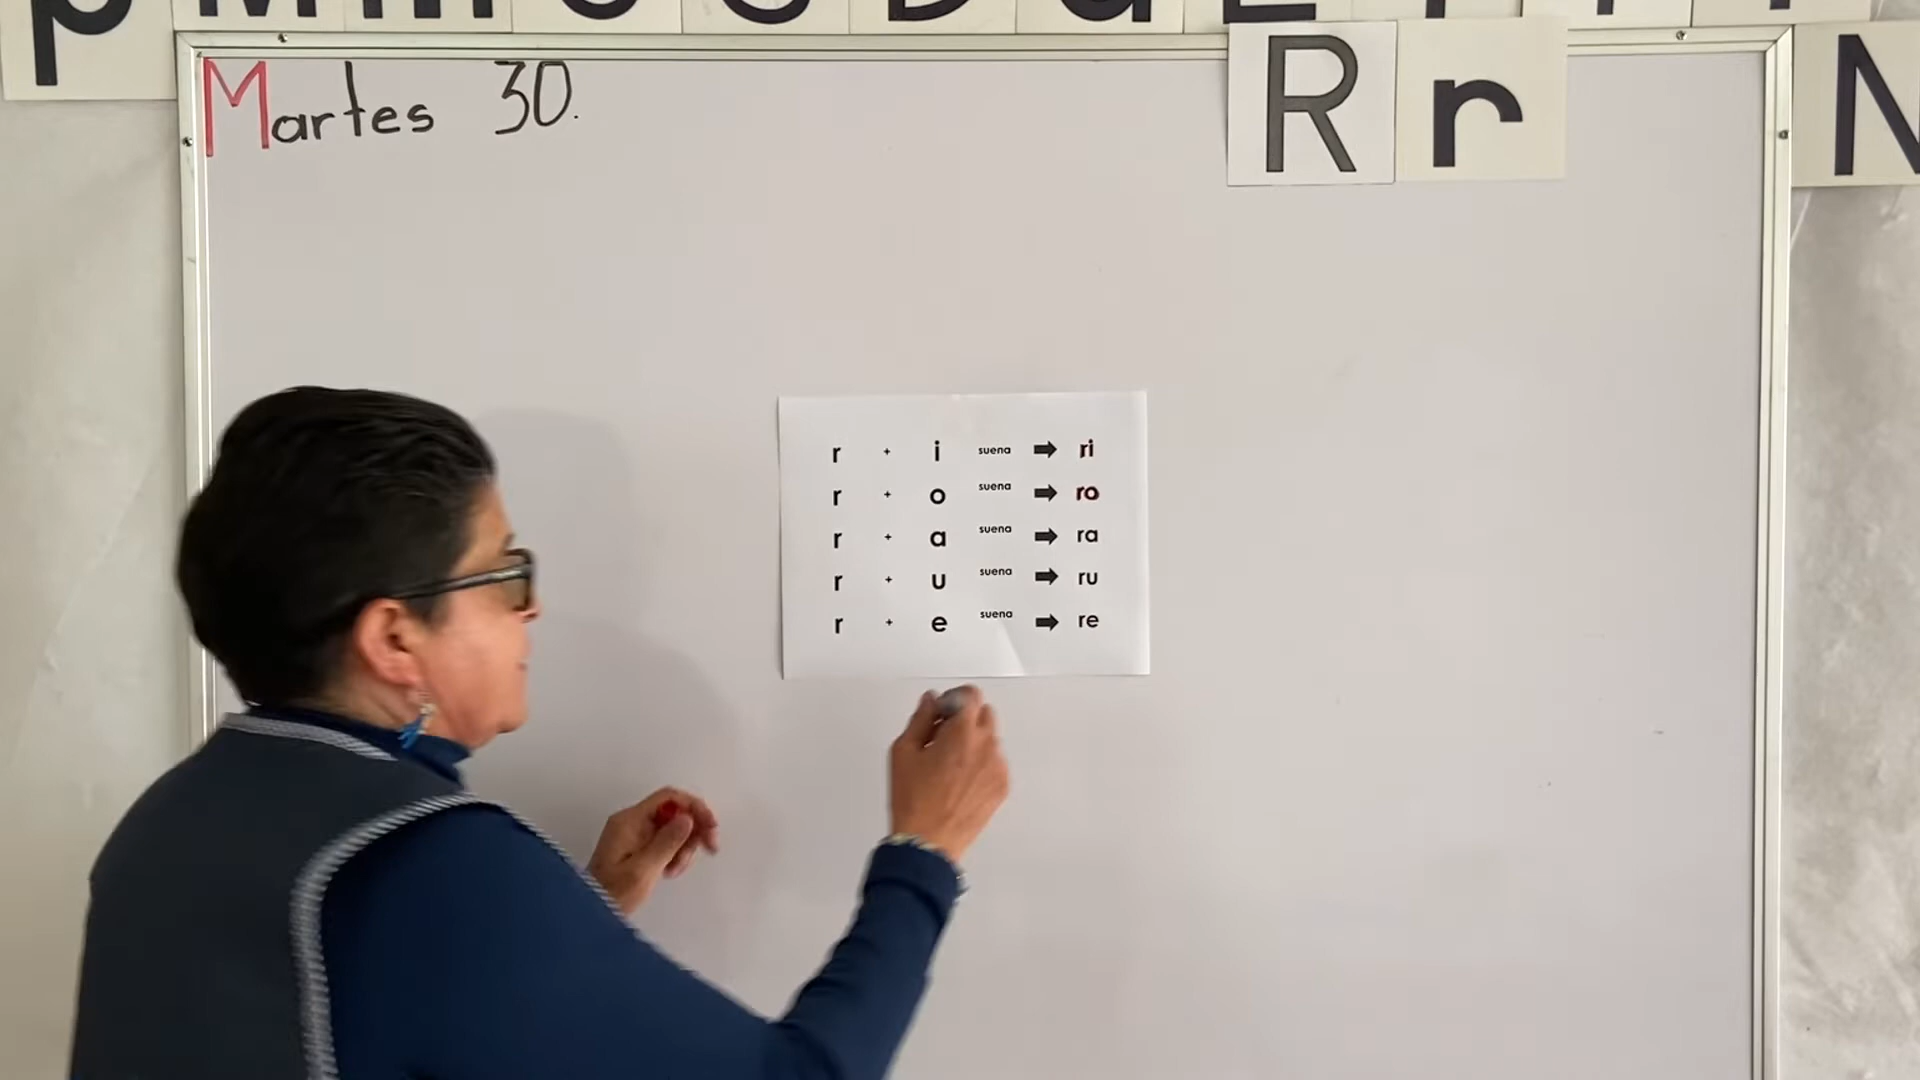 Martes 30.
R r N
r + i suena ➡ ri
r + o suena ➡ ro
r + a suena ➡ ra
r + u suena ➡ ru
r + e suena ➡ re